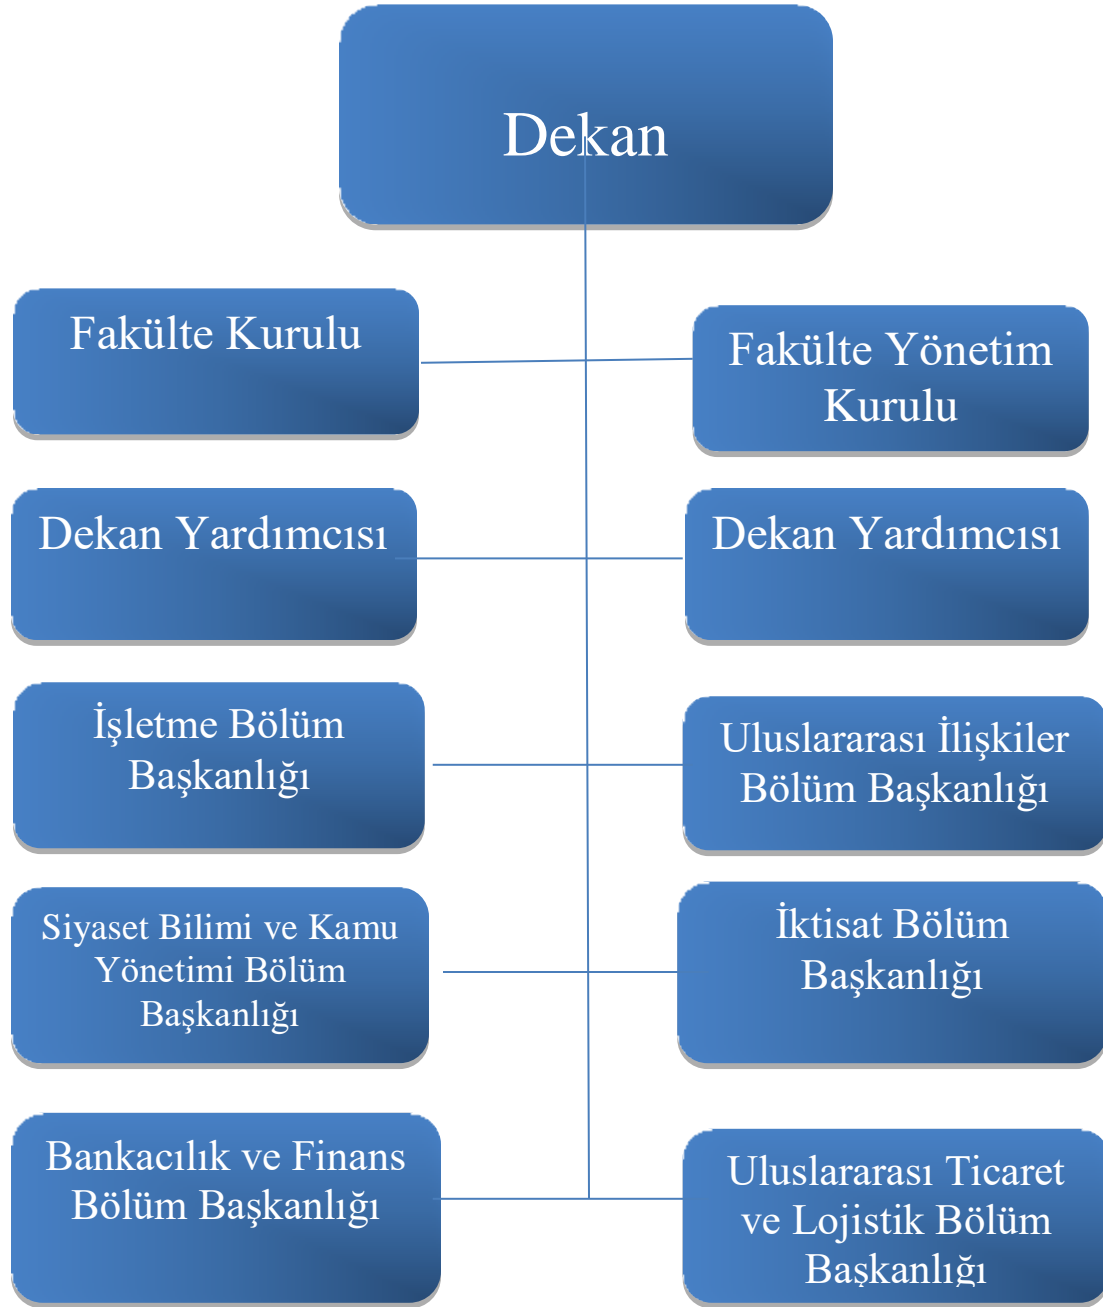 Dekan
Fakülte Kurulu
Fakülte Yönetim
Kurulu
Dekan Yardımcısı
Dekan Yardımcısı
İşletme Bölüm
Başkanlığı
Uluslararası İlişkiler
Bölüm Başkanlığı
Siyaset Bilimi ve Kamu
Yönetimi Bölüm
Başkanlığı
İktisat Bölüm
Başkanlığı
Bankacılık ve Finans
Bölüm Başkanlığı
Uluslararası Ticaret
ve Lojistik Bölüm
Başkanlığı